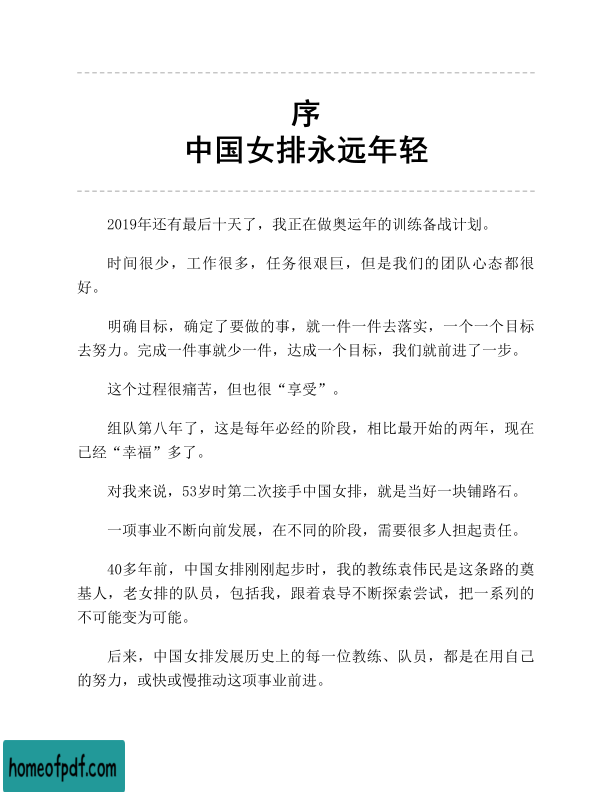 序
中国女排永远年轻
2019年还有最后十天了，我正在做奥运年的训练备战计划。
时间很少，工作很多，任务很艰巨，但是我们的团队心态都很
好。
明确目标，确定了要做的事，就一件一件去落实，一个一个目标
去努力。完成一件事就少一件，达成一个目标，我们就前进了一步。
这个过程很痛苦，但也很“享受”。
组队第八年了，这是每年必经的阶段，相比最开始的两年，现在
已经“幸福”多了。
对我来说，53岁时第二次接手中国女排，就是当好一块铺路石。
一项事业不断向前发展，在不同的阶段，需要很多人担起责任。
40多年前，中国女排刚刚起步时，我的教练袁伟民是这条路的奠
基人，老女排的队员，包括我，跟着袁导不断探索尝试，把一系列的
不可能变为可能。
后来，中国女排发展历史上的每一位教练、队员，都是在用自己
的努力，或快或慢推动这项事业前进。
homeofpdf.com